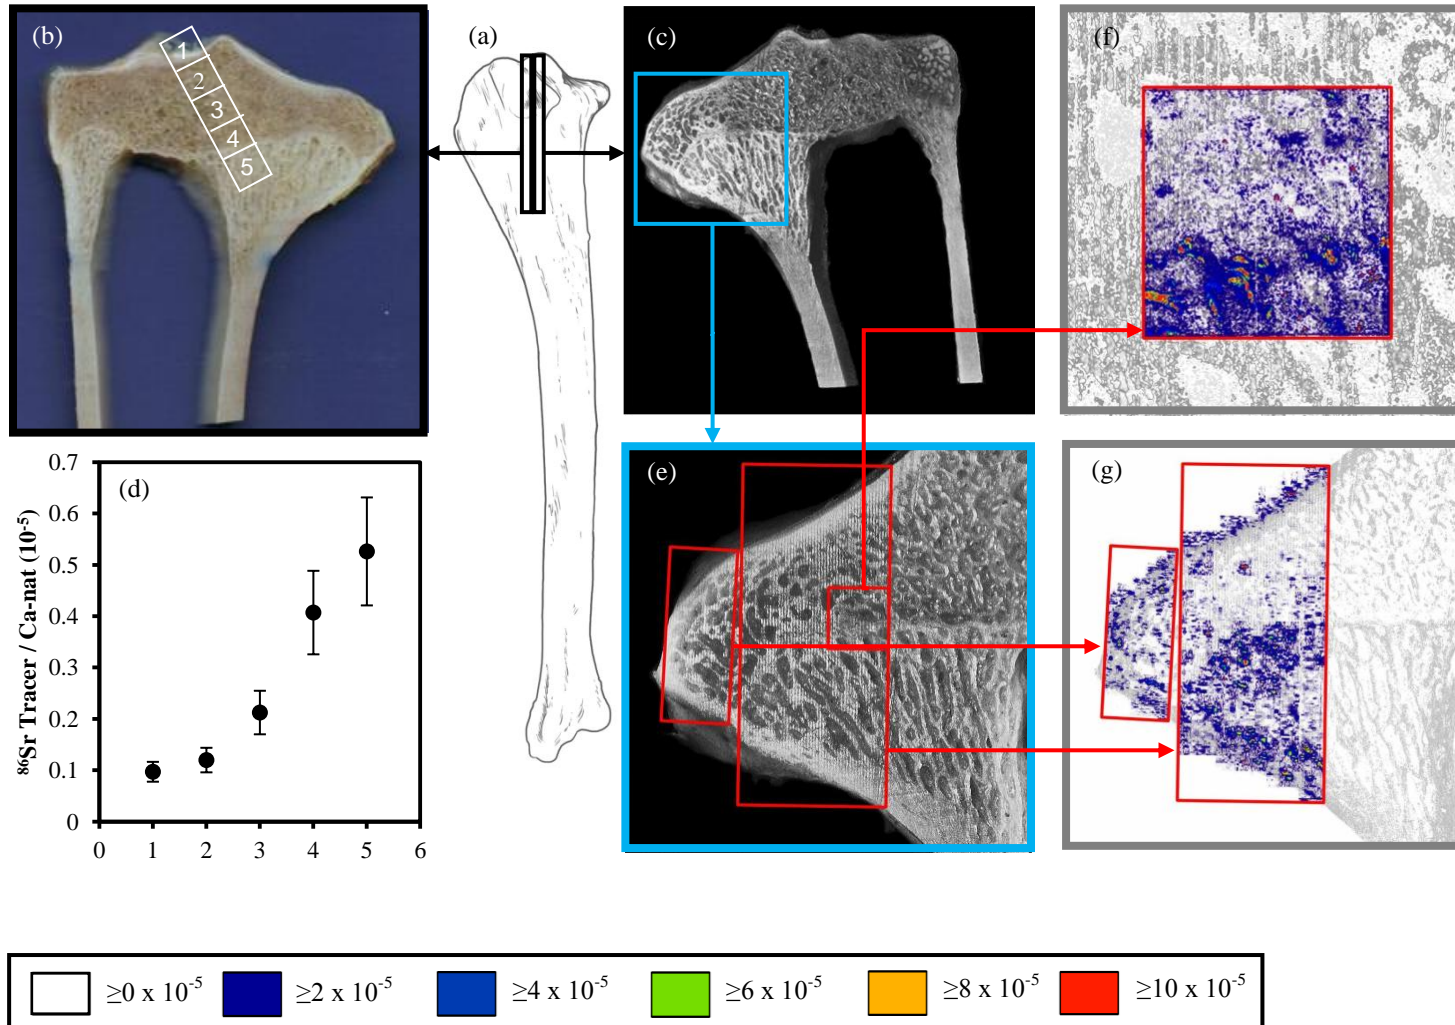 (b)
1
2
3
4
5
(a)
(c)
(f)
(d)
⁸⁶Sr Tracer / Ca-nat (10⁻⁵)
0.7
0.6
0.5
0.4
0.3
0.2
0.1
0
0 1 2 3 4 5 6
(e)
(g)
≥0 x 10⁻⁵ ≥2 x 10⁻⁵ ≥4 x 10⁻⁵ ≥6 x 10⁻⁵ ≥8 x 10⁻⁵ ≥10 x 10⁻⁵